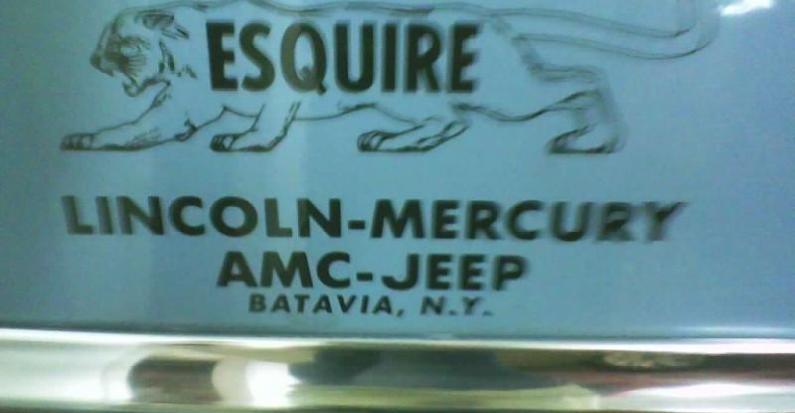 ESQUIRE
LINCOLN-MERCURY
AMC-JEEP
BATAVIA, N.Y.